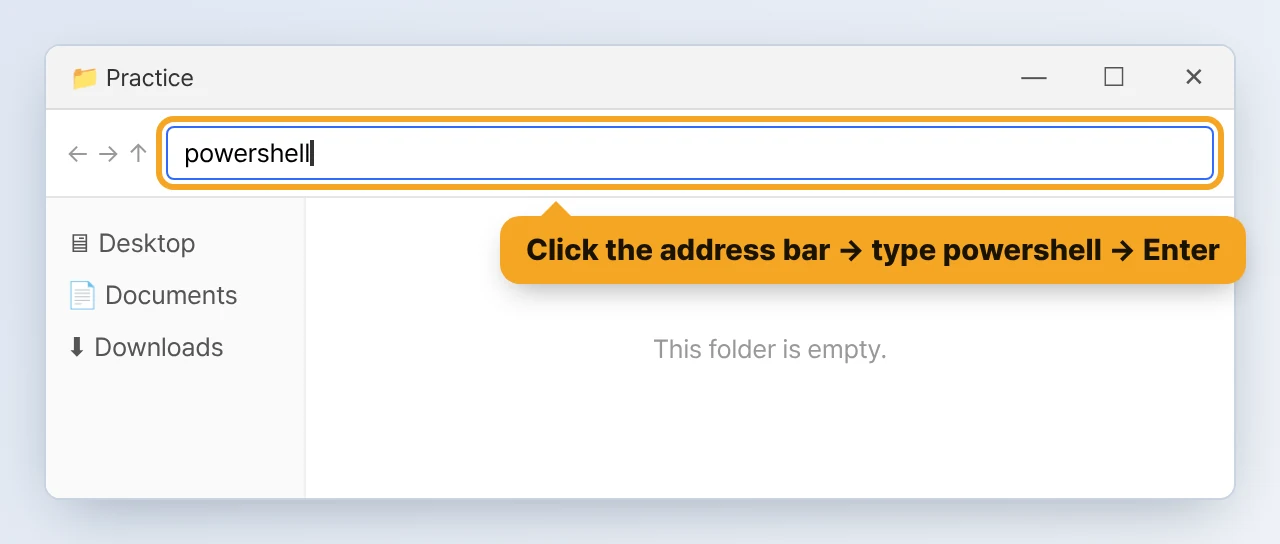 Practice
powershell
Click the address bar → type powershell → Enter
Desktop
Documents
Downloads
This folder is empty.